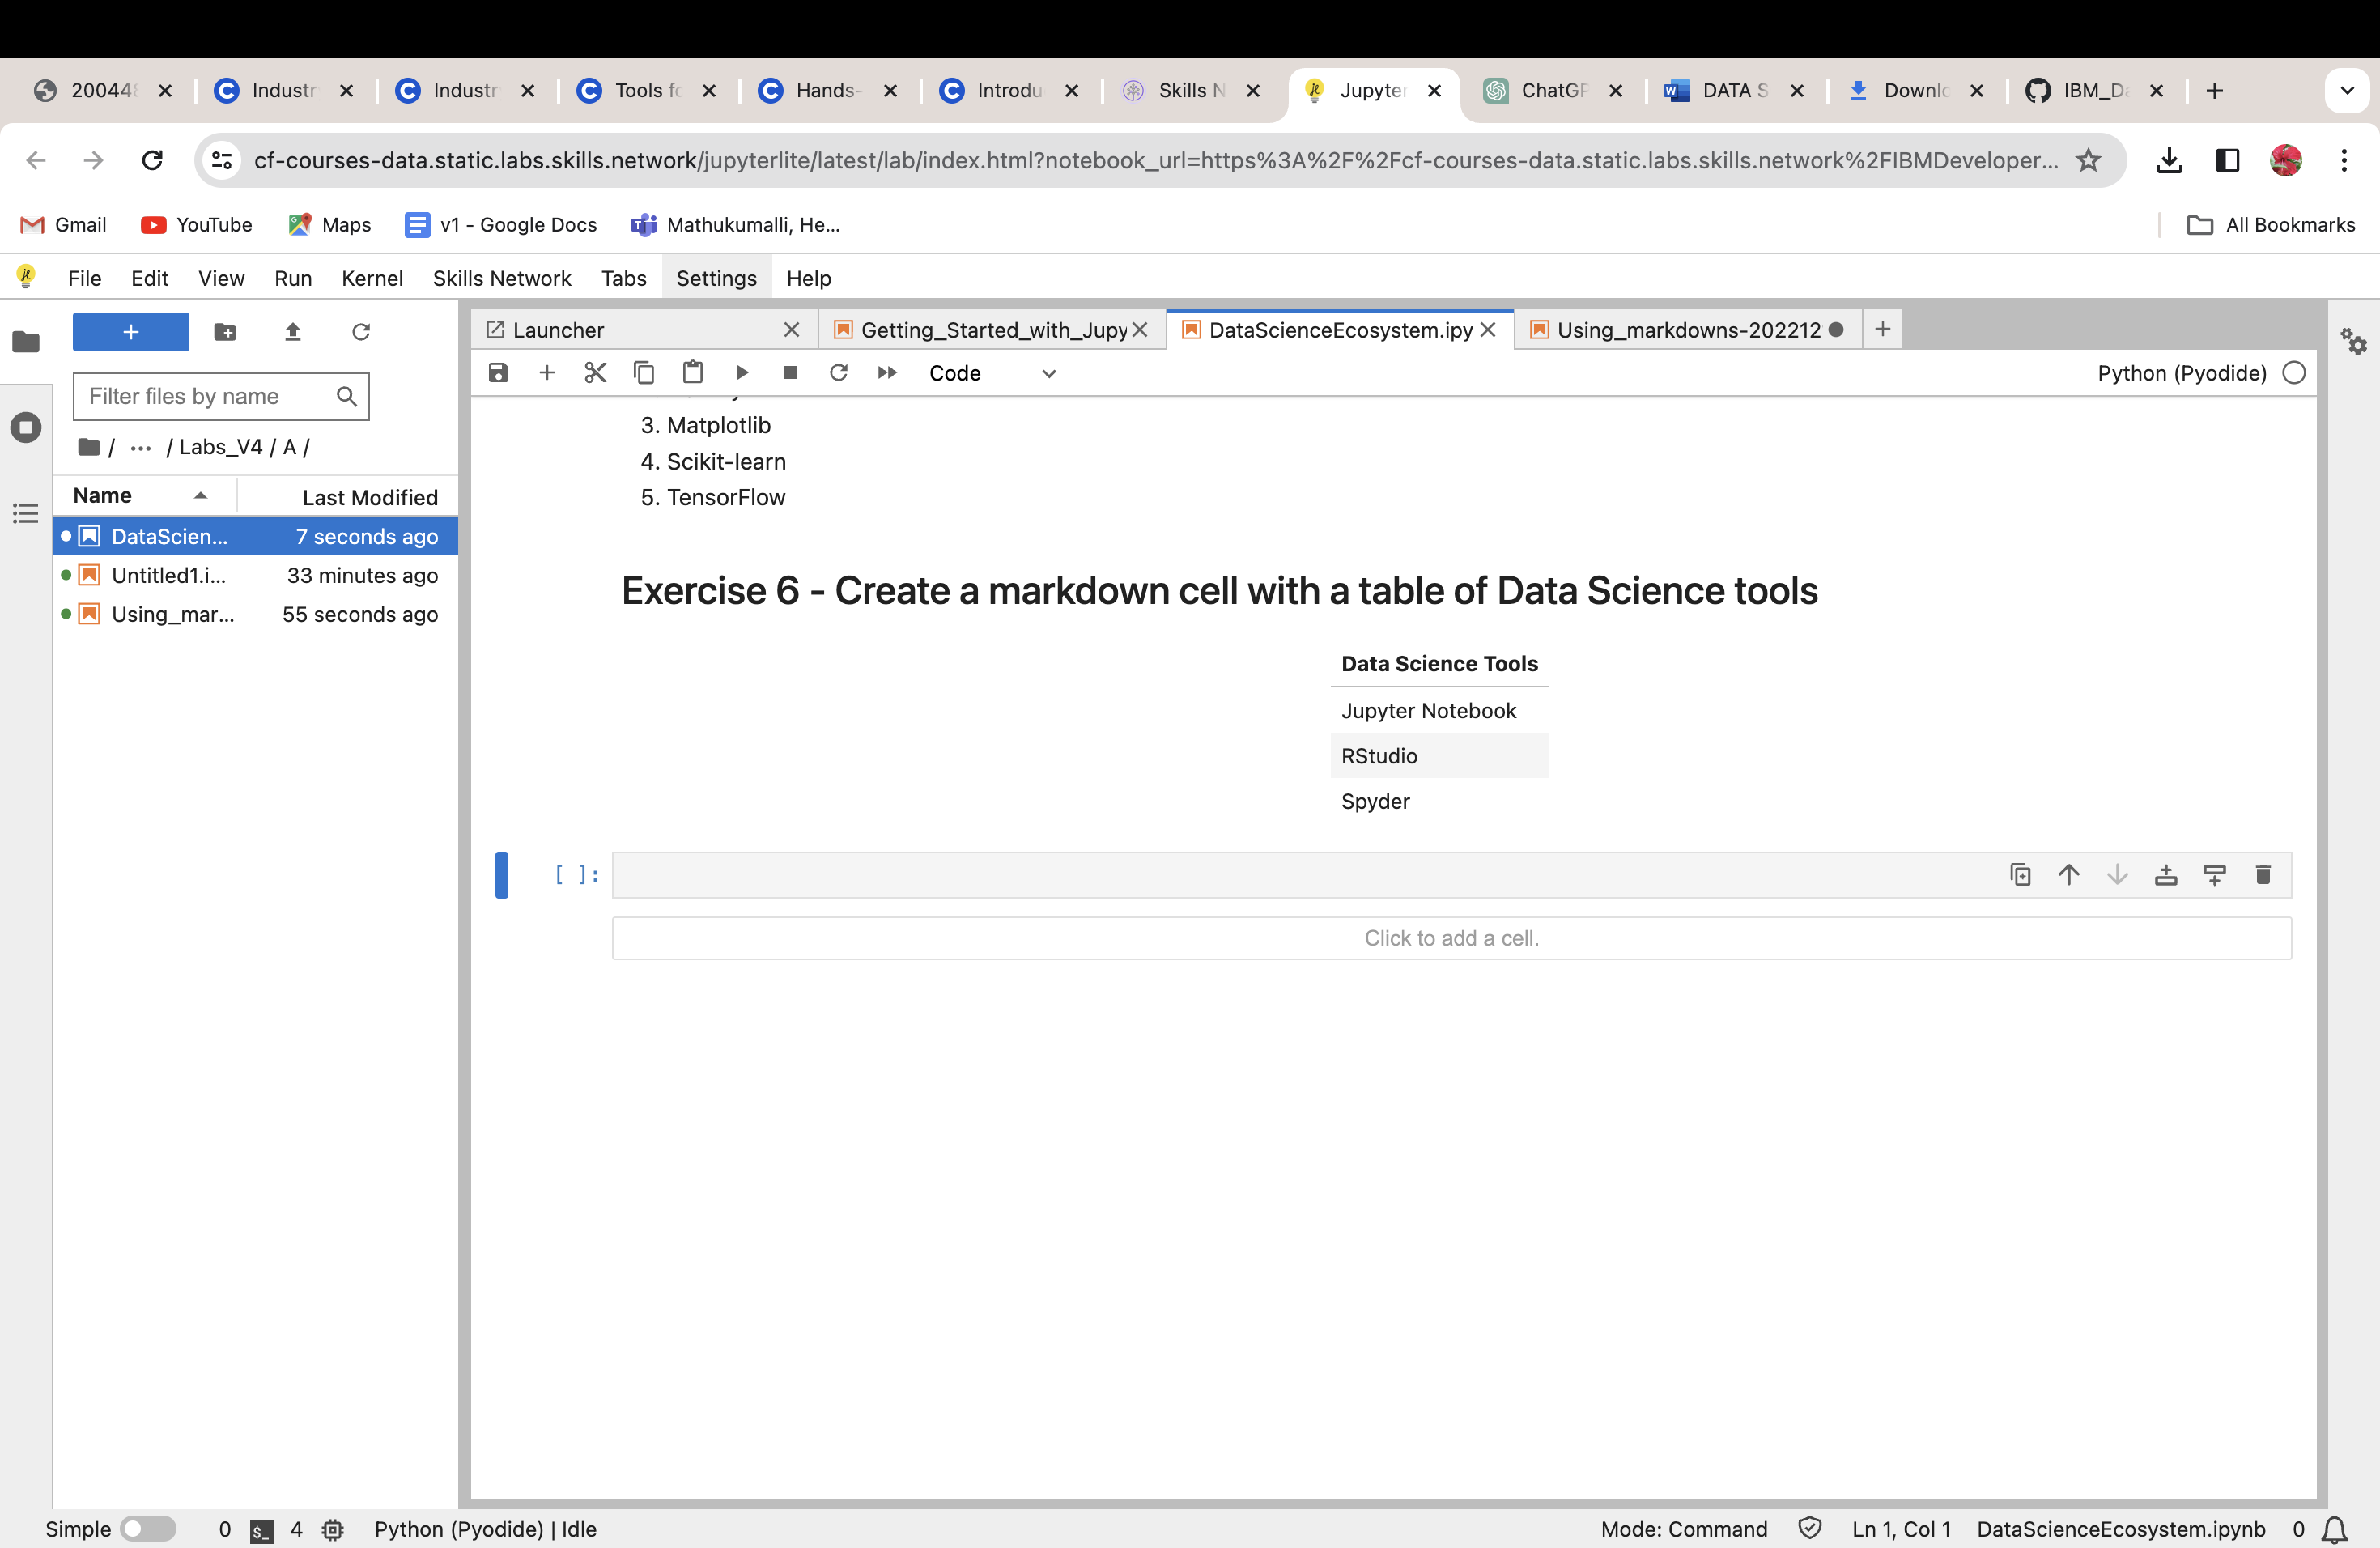 200448
Industr
Industr
Tools fo
Hands-
Introdu
Skills N
Jupyter
ChatGP
DATA S
Downlo
IBM_Da
cf-courses-data.static.labs.skills.network/jupyterlite/latest/lab/index.html?notebook_url=https%3A%2F%2Fcf-courses-data.static.labs.skills.network%2FIBMDeveloper...
Gmail
YouTube
Maps
v1 - Google Docs
Mathukumalli, He...
All Bookmarks
File Edit View Run Kernel Skills Network Tabs Settings Help
Launcher
Getting_Started_with_Jupy
DataScienceEcosystem.ipy
Using_markdowns-202212
Code
Python (Pyodide)
Filter files by name
/ ... / Labs_V4 / A /
Name Last Modified
DataScien... 7 seconds ago
Untitled1.i... 33 minutes ago
Using_mar... 55 seconds ago
3. Matplotlib
4. Scikit-learn
5. TensorFlow
Exercise 6 - Create a markdown cell with a table of Data Science tools
Data Science Tools
Jupyter Notebook
RStudio
Spyder
[ ]:
Click to add a cell.
Simple 0 $_ 4 Python (Pyodide) | Idle
Mode: Command Ln 1, Col 1 DataScienceEcosystem.ipynb 0